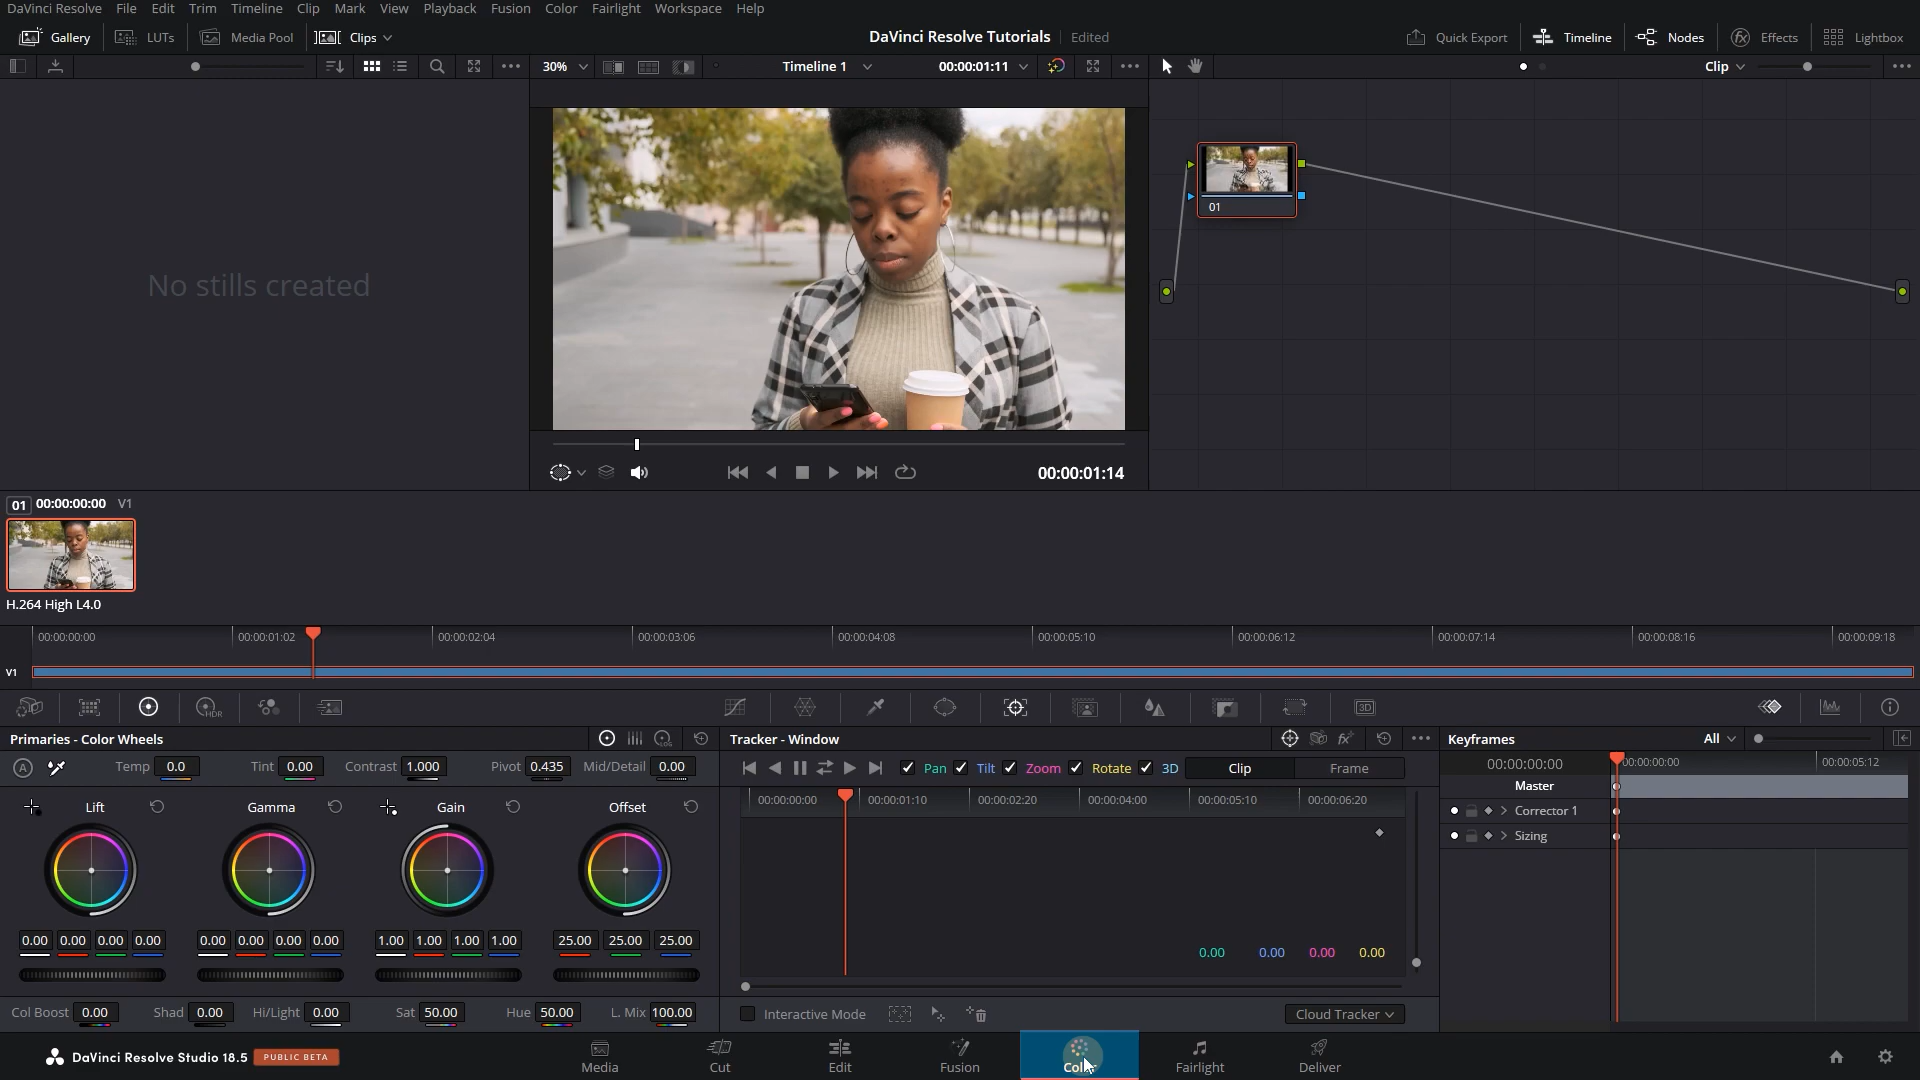 DaVinci Resolve File Edit Trim Timeline Clip Mark View Playback Fusion Color Fairlight Workspace Help
Gallery LUTs Media Pool Clips DaVinci Resolve Tutorials Edited Quick Export Timeline Nodes Effects Lightbox
30% Timeline 1 00:00:01:11 Clip
No stills created
01
00:00:01:14
01 00:00:00:00 V1
H.264 High L4.0
00:00:00:00 00:00:01:02 00:00:02:04 00:00:03:06 00:00:04:08 00:00:05:10 00:00:06:12 00:00:07:14 00:00:08:16 00:00:09:18
V1
HDR 3D
Primaries - Color Wheels LOG Tracker - Window fx Keyframes All
A Temp 0.0 Tint 0.00 Contrast 1.000 Pivot 0.435 Mid/Detail 0.00 Pan Tilt Zoom Rotate 3D Clip Frame 00:00:00:00 00:00:00:00 00:00:05:12
Lift Gamma Gain Offset 00:00:00:00 00:00:01:10 00:00:02:20 00:00:04:00 00:00:05:10 00:00:06:20 Master
Corrector 1
Sizing
0.00 0.00 0.00 0.00 0.00 0.00 0.00 0.00 1.00 1.00 1.00 1.00 25.00 25.00 25.00 0.00 0.00 0.00 0.00
Col Boost 0.00 Shad 0.00 Hi/Light 0.00 Sat 50.00 Hue 50.00 L. Mix 100.00 Interactive Mode Cloud Tracker
DaVinci Resolve Studio 18.5 PUBLIC BETA Media Cut Edit Fusion Color Fairlight Deliver